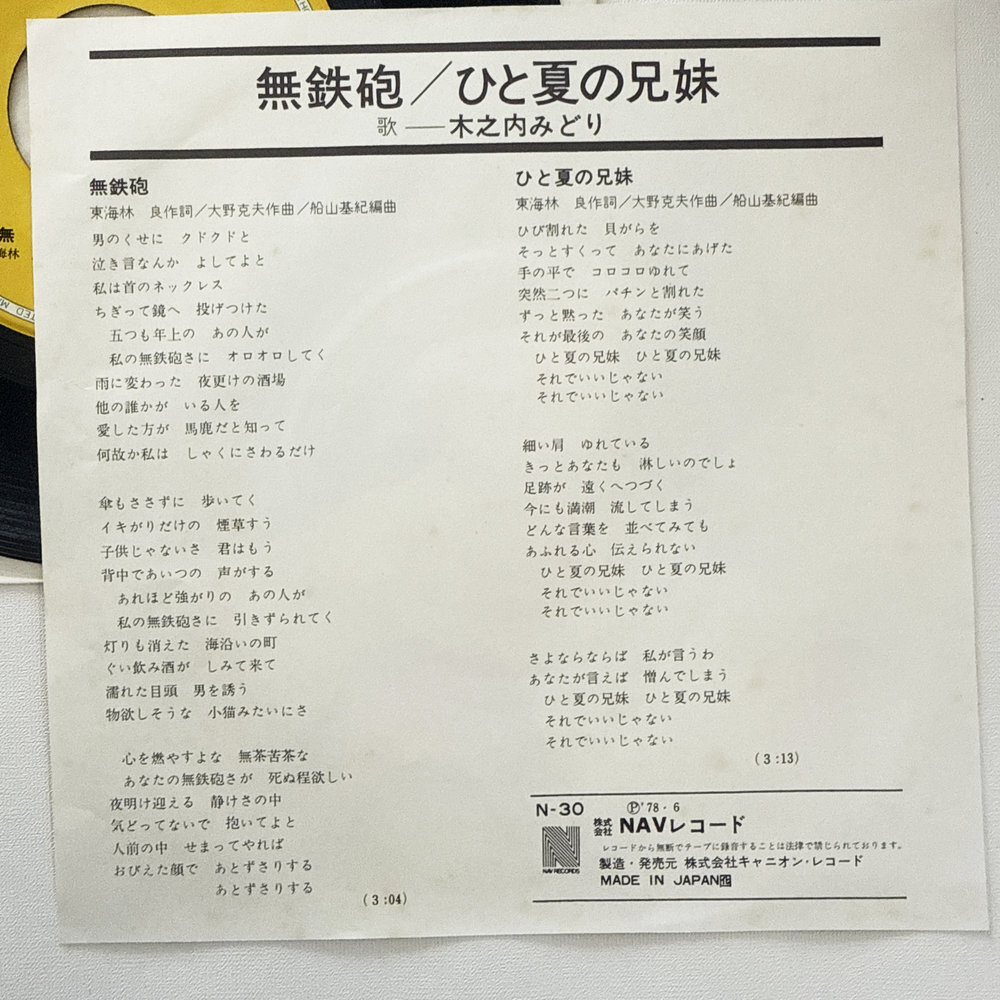 無鉄砲／ひと夏の兄妹
歌──木之内みどり
無鉄砲
東海林　良作詞／大野克夫作曲／船山基紀編曲
男のくせに　クドクドと
泣き言なんか　よしてよと
私は首のネックレス
ちぎって鏡へ　投げつけた
五つも年上の　あの人が
私の無鉄砲さに　オロオロしてく
雨に変わった　夜更けの酒場
他の誰かが　いる人を
愛した方が　馬鹿だと知って
何故か私は　しゃくにさわるだけ
傘もささずに　歩いてく
イキがりだけの　煙草すう
子供じゃないさ　君はもう
背中であいつの　声がする
あれほど強がりの　あの人が
私の無鉄砲さに　引きずられてく
灯りも消えた　海沿いの町
ぐい飲み酒が　しみて来て
濡れた目頭　男を誘う
物欲しそうな　小猫みたいにさ
心を燃やすよな　無茶苦茶な
あなたの無鉄砲さが　死ぬ程欲しい
夜明け迎える　静けさの中
気どってないで　抱いてよと
人前の中　せまってやれば
おびえた顔で　あとずさりする
あとずさりする
(3:04)
ひと夏の兄妹
東海林　良作詞／大野克夫作曲／船山基紀編曲
ひび割れた　貝がらを
そっとすくって　あなたにあげた
手の平で　コロコロゆれて
突然二つに　パチンと割れた
ずっと黙った　あなたが笑う
それが最後の　あなたの笑顔
ひと夏の兄妹　ひと夏の兄妹
それでいいじゃない
それでいいじゃない
細い肩　ゆれている
きっとあなたも　淋しいのでしょ
足跡が　遠くへつづく
今にも満潮　流してしまう
どんな言葉を　並べてみても
あふれる心　伝えられない
ひと夏の兄妹　ひと夏の兄妹
それでいいじゃない
それでいいじゃない
さよならならば　私が言うわ
あなたが言えば　憎んでしまう
ひと夏の兄妹　ひと夏の兄妹
それでいいじゃない
それでいいじゃない
(3:13)
N-30　Ⓟ'78・6
株式会社 NAVレコード
NAV RECORDS
レコードから無断でテープに録音することは法律で禁じられております。
製造・発売元 株式会社キャニオン・レコード
MADE IN JAPAN
無
海林